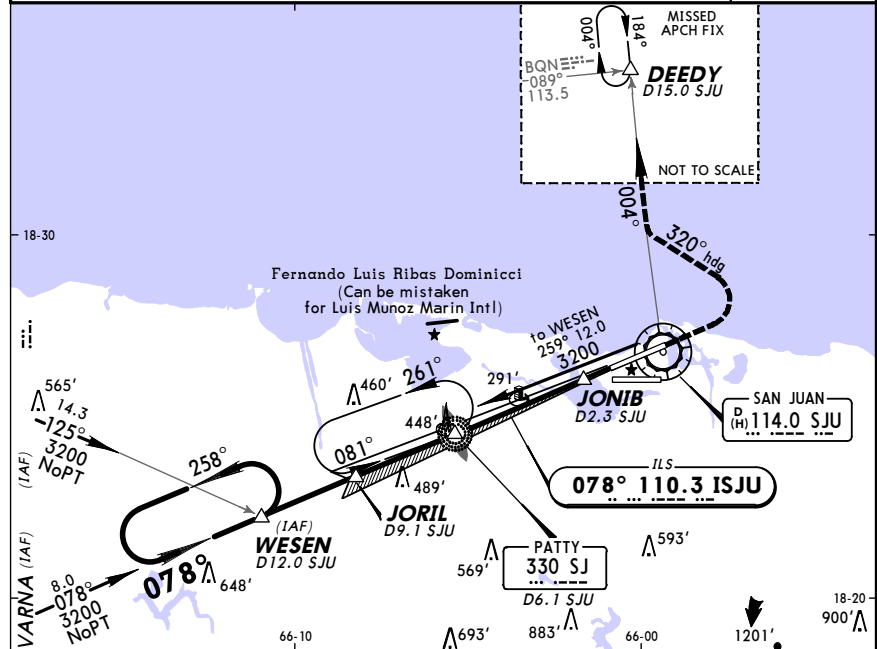 MISSED
APCH FIX
004°
184°
BQN
089°
113.5
DEEDY
D15.0 SJU
NOT TO SCALE
004°
18-30
320° hdg
Fernando Luis Ribas Dominicci
(Can be mistaken
for Luis Munoz Marin Intl)
to WESEN
259° 12.0
3200
565'
460'
261°
291'
JONIB
D2.3 SJU
SAN JUAN
D
(H) 114.0 SJU
14.3
125°
3200
NoPT
(IAF)
448'
258°
081°
489'
ILS
078° 110.3 ISJU
(IAF)
WESEN
D12.0 SJU
JORIL
D9.1 SJU
593'
569'
PATTY
330 SJ
D6.1 SJU
VARNA (IAF)
8.0
078°
3200
NoPT
078°
648'
18-20
900'
66-10
693'
883'
66-00
1201'